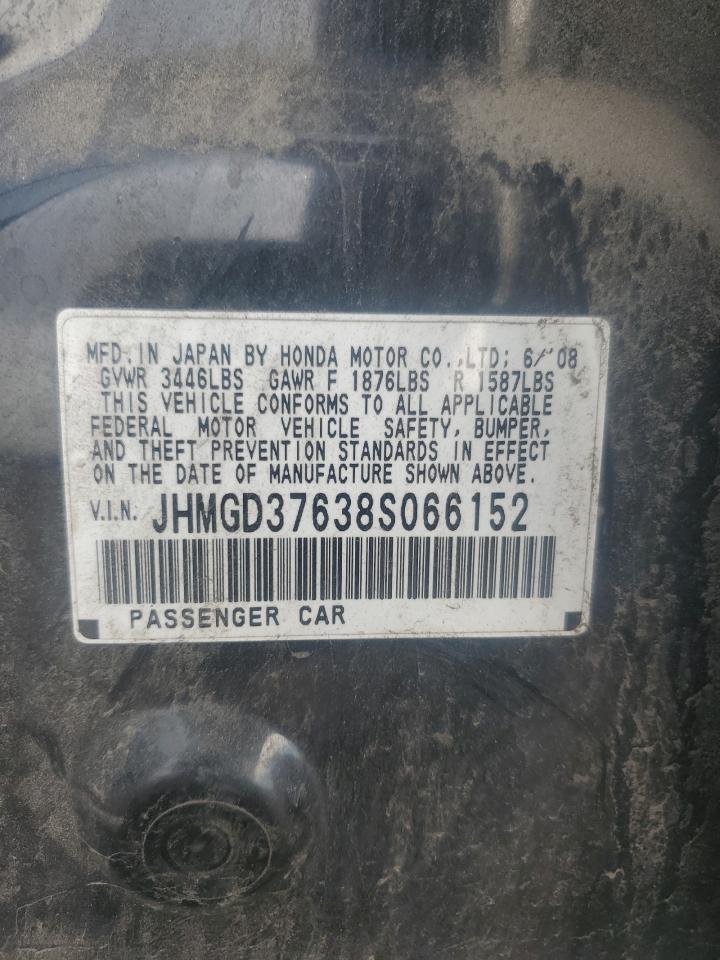 MFD. IN JAPAN BY HONDA MOTOR CO., LTD; 6/'08
GVWR 3446LBS GAWR F 1876LBS R 1587LBS
THIS VEHICLE CONFORMS TO ALL APPLICABLE
FEDERAL MOTOR VEHICLE SAFETY, BUMPER,
AND THEFT PREVENTION STANDARDS IN EFFECT
ON THE DATE OF MANUFACTURE SHOWN ABOVE.
V.I.N. JHMGD37638S066152
PASSENGER CAR